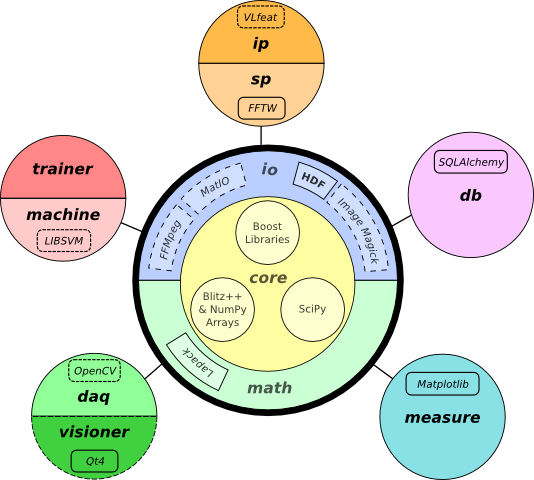 VLfeat
ip
sp
FFTW
trainer
machine
LIBSVM
SQLAlchemy
db
io
MatIO
HDF
FFMpeg
Image Magick
Boost
Libraries
core
Blitz++
& NumPy
Arrays
SciPy
Lapack
math
OpenCV
daq
visioner
Qt4
Matplotlib
measure